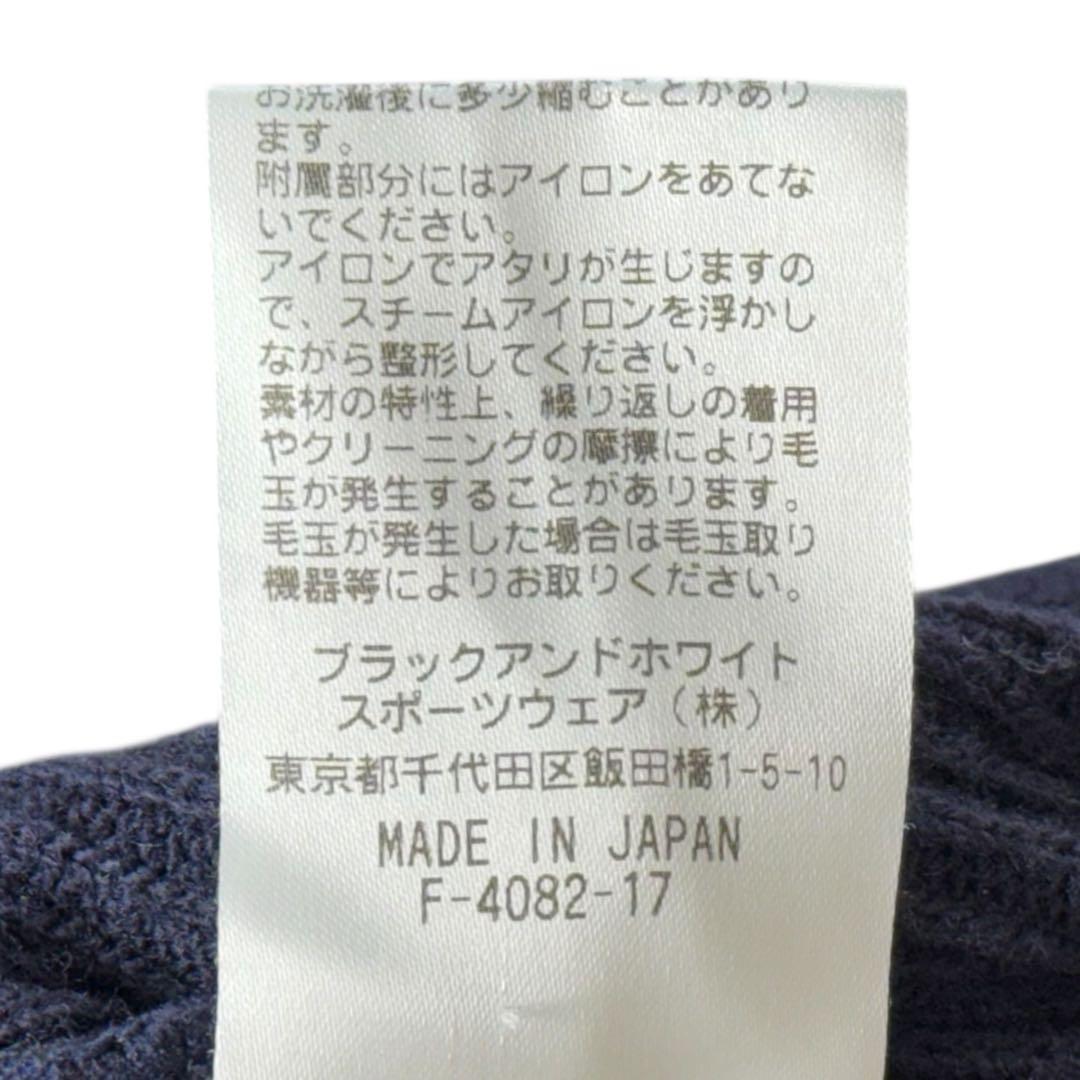 お洗濯後に多少縮むことがあり
ます。
附属部分にはアイロンをあてな
いでください。
アイロンでアタリが生じますの
で、スチームアイロンを浮かし
ながら整形してください。
素材の特性上、繰り返しの着用
やクリーニングの摩擦により毛
玉が発生することがあります。
毛玉が発生した場合は毛玉取り
機器等によりお取りください。
ブラックアンドホワイト
スポーツウェア（株）
東京都千代田区飯田橋1-5-10
MADE IN JAPAN
F-4082-17